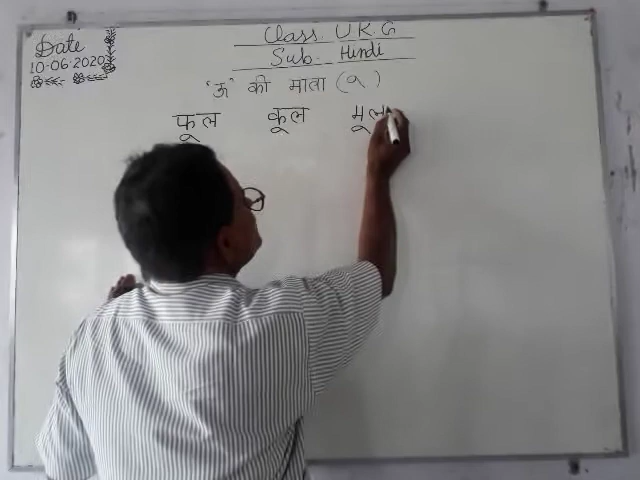 Date
10-06-2020
Class U.K.G
Sub. Hindi
'ऊ' की माता (ू)
फूल कूल मूल